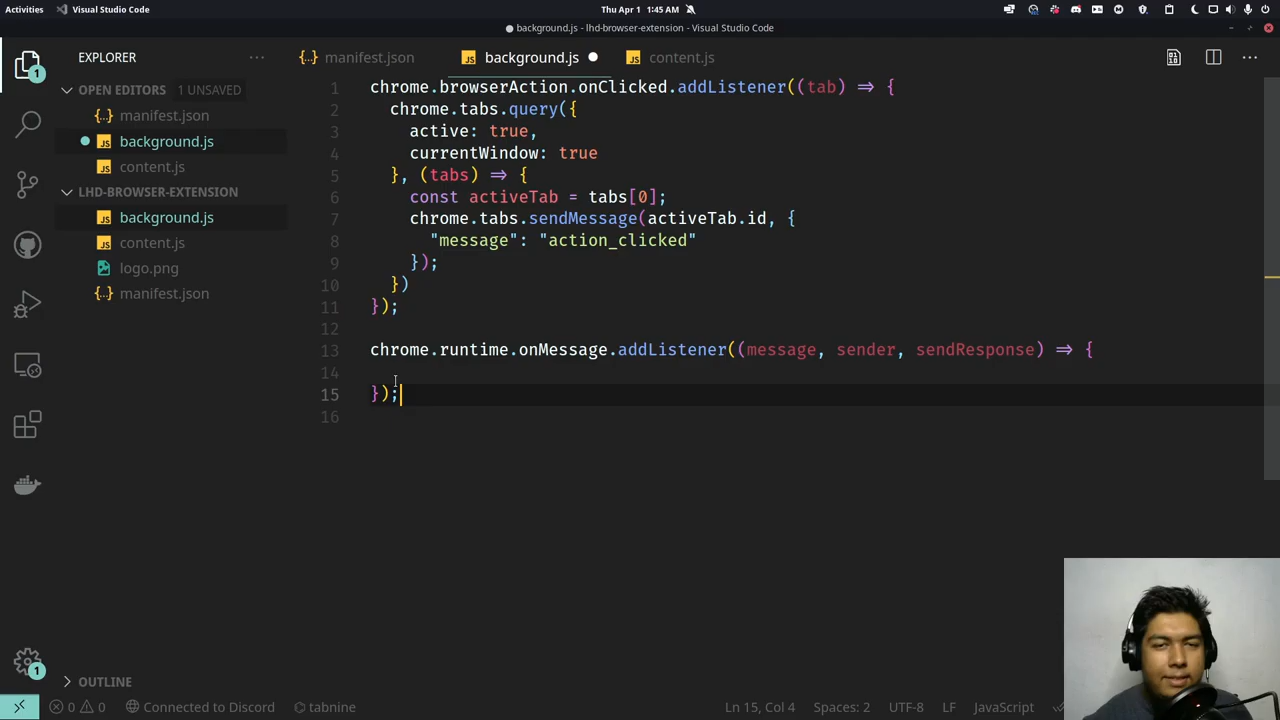 Activities
Visual Studio Code
Thu Apr 1 1:45 AM
● background.js - lhd-browser-extension - Visual Studio Code
EXPLORER
manifest.json
background.js
content.js
OPEN EDITORS 1 UNSAVED
manifest.json
background.js
content.js
LHD-BROWSER-EXTENSION
background.js
content.js
logo.png
manifest.json
1 chrome.browserAction.onClicked.addListener((tab) => {
2 chrome.tabs.query({
3 active: true,
4 currentWindow: true
5 }, (tabs) => {
6 const activeTab = tabs[0];
7 chrome.tabs.sendMessage(activeTab.id, {
8 "message": "action_clicked"
9 });
10 })
11 });
12
13 chrome.runtime.onMessage.addListener((message, sender, sendResponse) => {
14
15 });
16
1
1
OUTLINE
0 0 Connected to Discord tabnine
Ln 15, Col 4 Spaces: 2 UTF-8 LF JavaScript